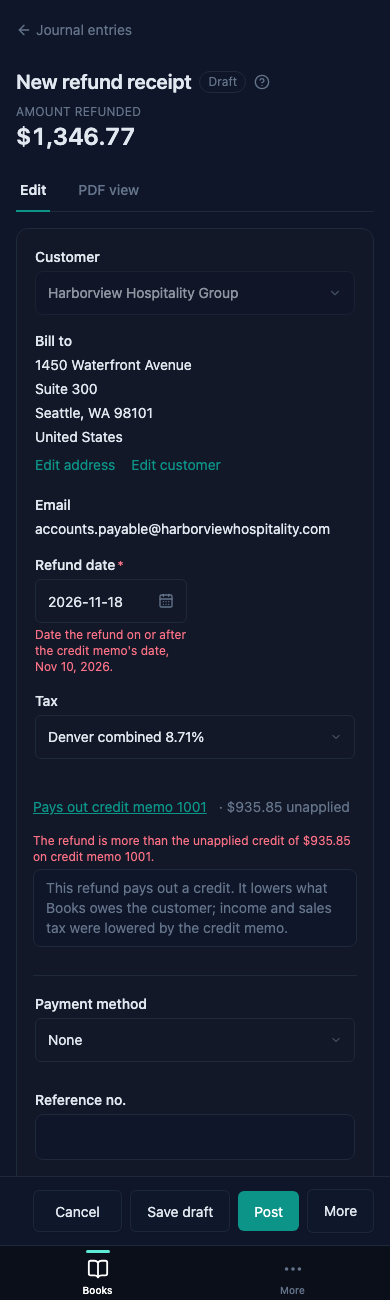 Journal entries
New refund receipt Draft
AMOUNT REFUNDED
$1,346.77
Edit PDF view
Customer
Harborview Hospitality Group
Bill to
1450 Waterfront Avenue
Suite 300
Seattle, WA 98101
United States
Edit address Edit customer
Email
accounts.payable@harborviewhospitality.com
Refund date *
2026-11-18
Date the refund on or after
the credit memo's date,
Nov 10, 2026.
Tax
Denver combined 8.71%
Pays out credit memo 1001 · $935.85 unapplied
The refund is more than the unapplied credit of $935.85
on credit memo 1001.
This refund pays out a credit. It lowers what
Books owes the customer; income and sales
tax were lowered by the credit memo.
Payment method
None
Reference no.
Cancel Save draft Post More
Books More